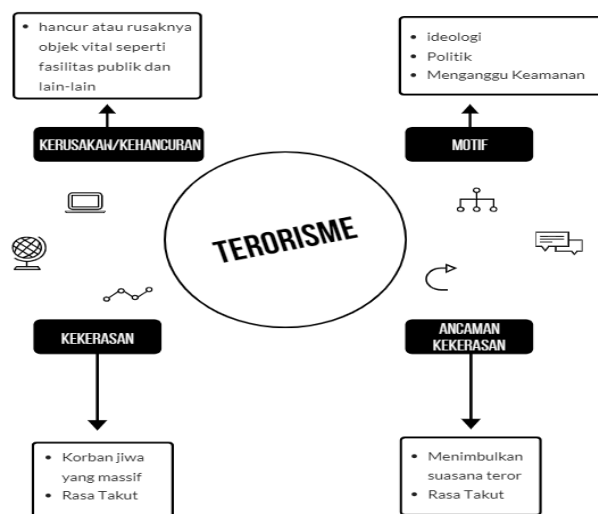 • hancur atau rusaknya
objek vital seperti
fasilitas publik dan
lain-lain
• ideologi
• Politik
• Menganggu Keamanan
KERUSAKAN/KEHANCURAN
MOTIF
TERORISME
KEKERASAN
ANCAMAN
KEKERASAN
• Korban jiwa
yang massif
• Rasa Takut
• Menimbulkan
suasana teror
• Rasa Takut